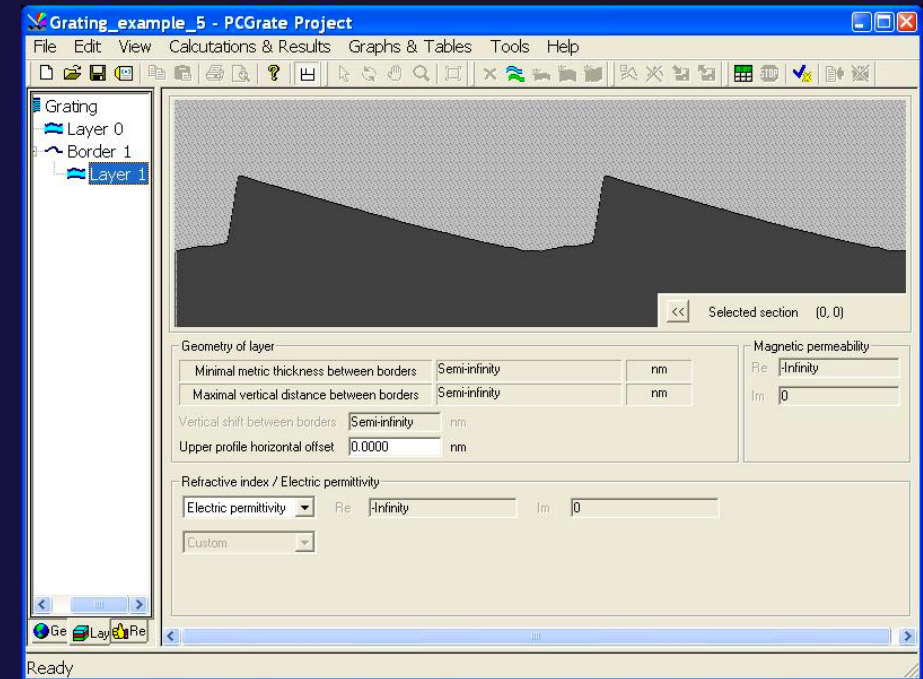 Grating_example_5 - PCGrate Project
File Edit View Calcutations & Results Graphs & Tables Tools Help
Grating
Layer 0
Border 1
Layer 1
<< Selected section (0, 0)
Geometry of layer
Minimal metric thickness between borders Semi-infinity nm
Maximal vertical distance between borders Semi-infinity nm
Vertical shift between borders Semi-infinity nm
Upper profile horizontal offset 0.0000 nm
Magnetic permeability
Re -Infinity
Im 0
Refractive index / Electric permittivity
Electric permittivity Re -Infinity Im 0
Custom
Ge Lay Re
Ready